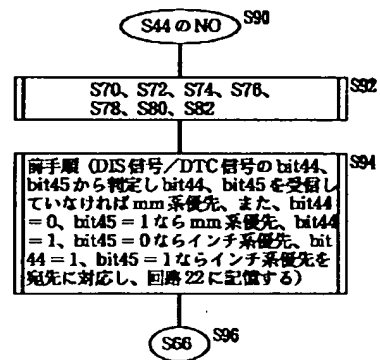 S44のNO S90
S70、S72、S74、S76、 S92
S78、S80、S82
前手順（DIS信号／DTC信号のbit44、 S94
bit45から判定しbit44、bit45を受信し
ていなければmm系優先、また、bit44
＝0、bit45＝1ならmm系優先、bit44
＝1、bit45＝0ならインチ系優先、bit
44＝1、bit45＝1ならインチ系優先を
宛先に対応し、回路22に記憶する）
S66 S96